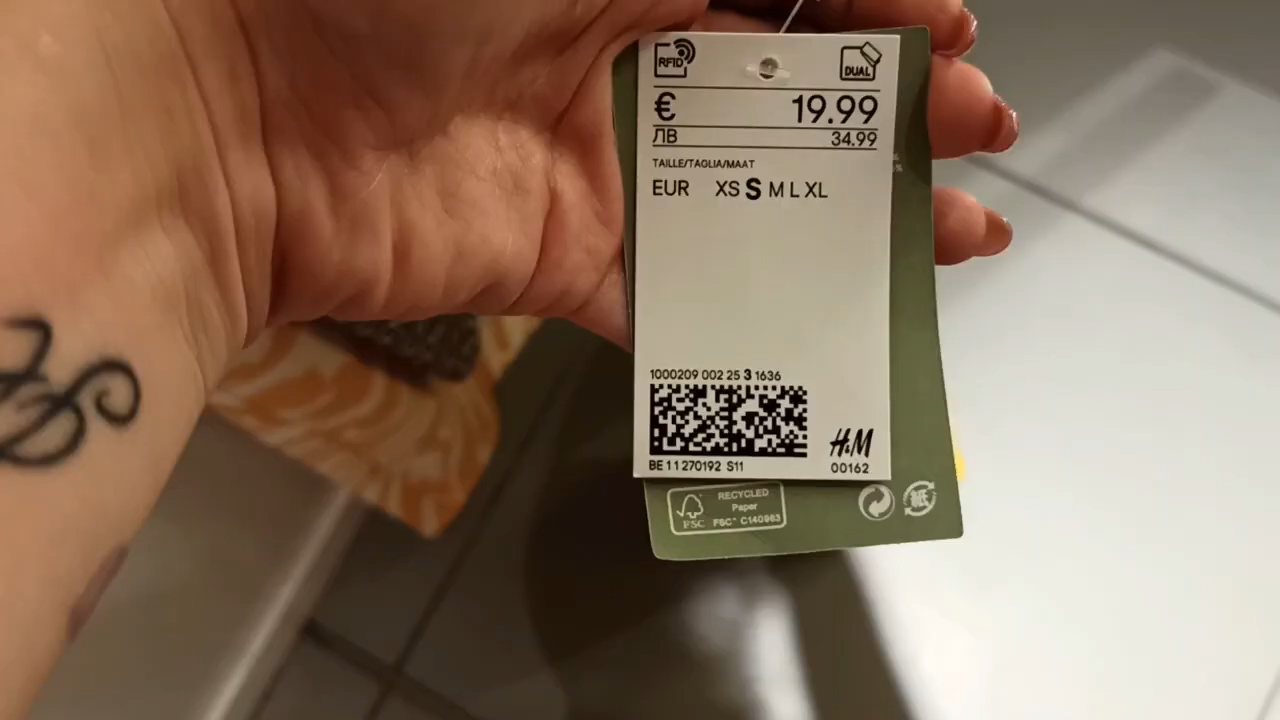 RFID
DUAL
€ 19.99
ЛВ 34.99
TAILLE/TAGLIA/MAAT
EUR XS S M L XL
1000209 002 25 3 1636
BE 11 270192 S11
H&M
00162
RECYCLED
Paper
FSC
FSC™ C140983